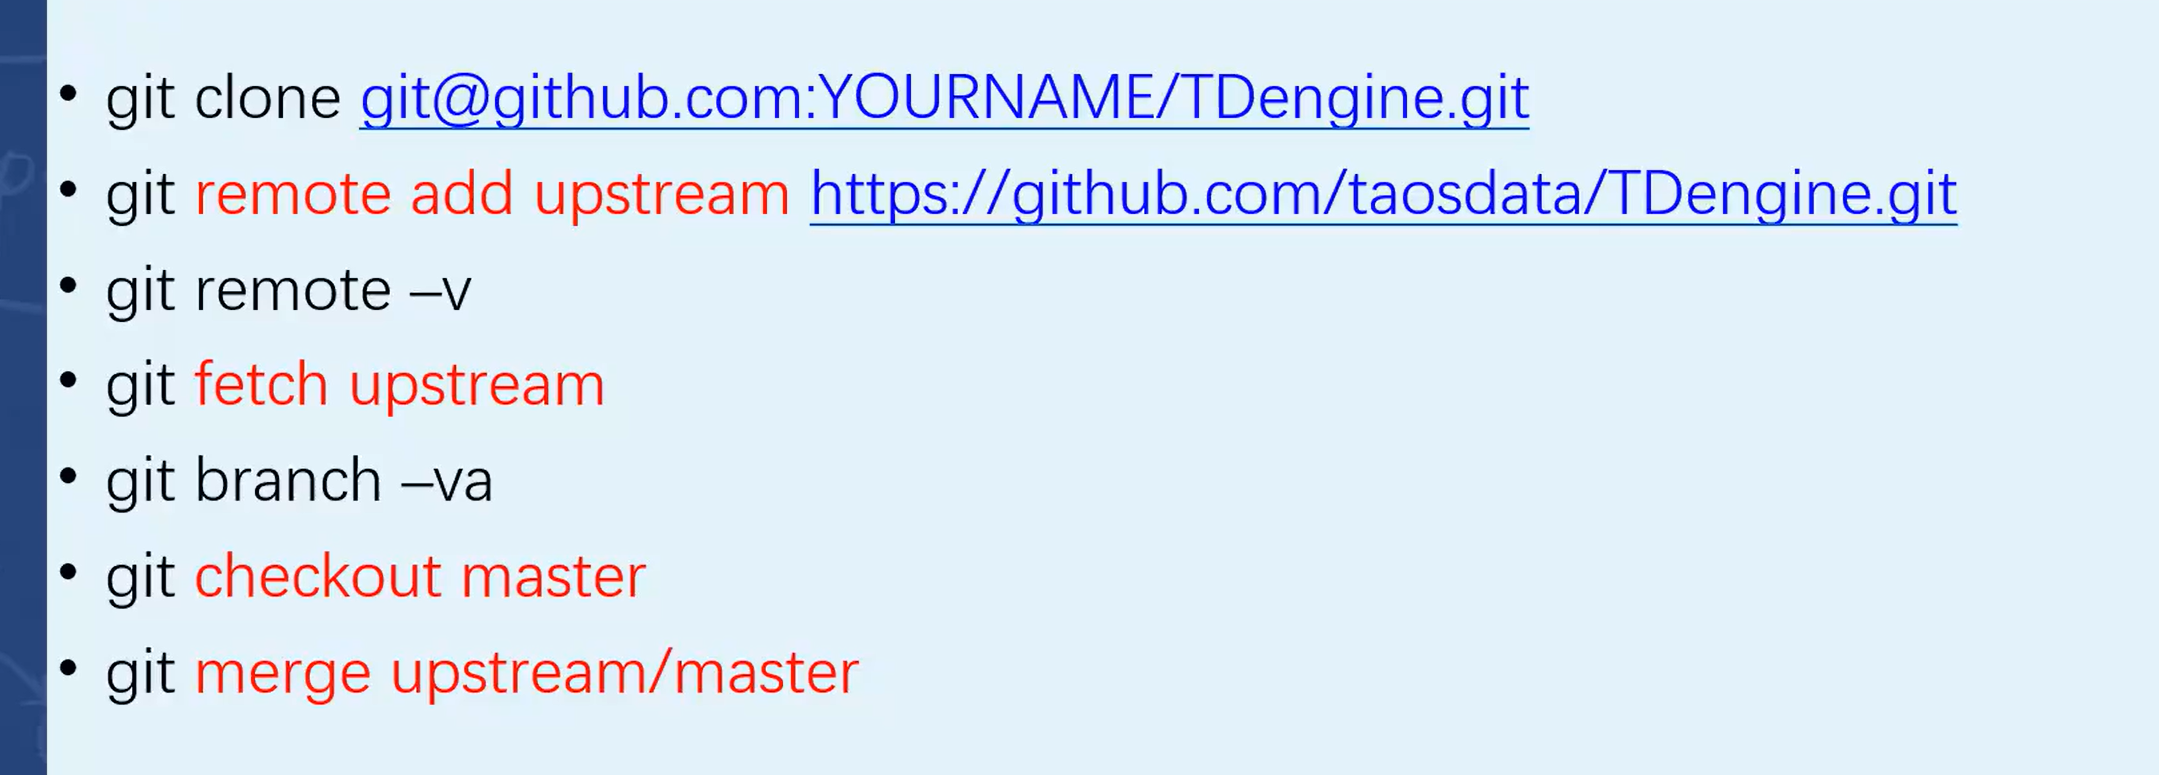 • git clone git@github.com:YOURNAME/TDengine.git
• git remote add upstream https://github.com/taosdata/TDengine.git
• git remote –v
• git fetch upstream
• git branch –va
• git checkout master
• git merge upstream/master